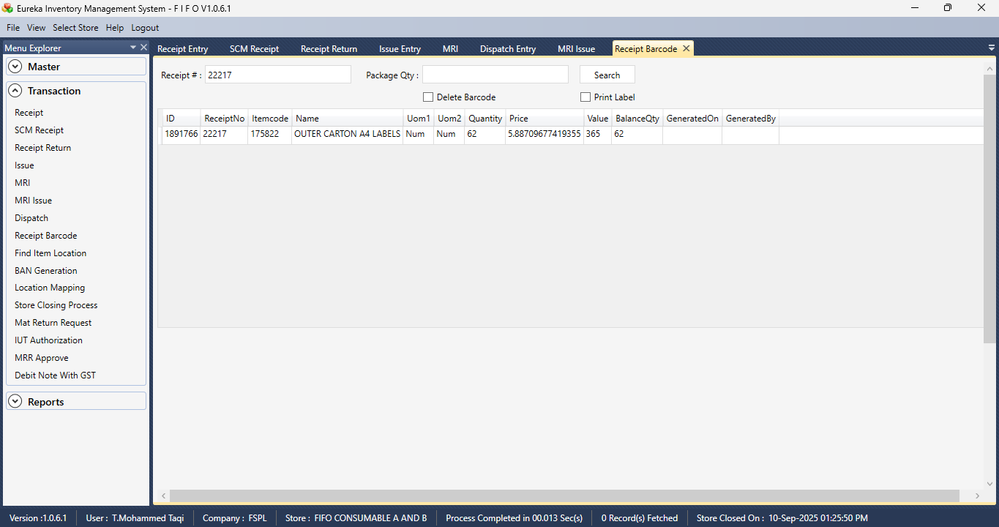 Eureka Inventory Management System - F I F O V1.0.6.1
File View Select Store Help Logout
Menu Explorer
Master
Transaction
Receipt
SCM Receipt
Receipt Return
Issue
MRI
MRI Issue
Dispatch
Receipt Barcode
Find Item Location
BAN Generation
Location Mapping
Store Closing Process
Mat Return Request
IUT Authorization
MRR Approve
Debit Note With GST
Reports
Receipt Entry SCM Receipt Receipt Return Issue Entry MRI Dispatch Entry MRI Issue Receipt Barcode
Receipt # : 22217 Package Qty : Search
Delete Barcode Print Label
ID ReceiptNo Itemcode Name Uom1 Uom2 Quantity Price Value BalanceQty GeneratedOn GeneratedBy
1891766 22217 175822 OUTER CARTON A4 LABELS Num Num 62 5.88709677419355 365 62
Version :1.0.6.1 User : T.Mohammed Taqi Company : FSPL Store : FIFO CONSUMABLE A AND B Process Completed in 00.013 Sec(s) 0 Record(s) Fetched Store Closed On : 10-Sep-2025 01:25:50 PM